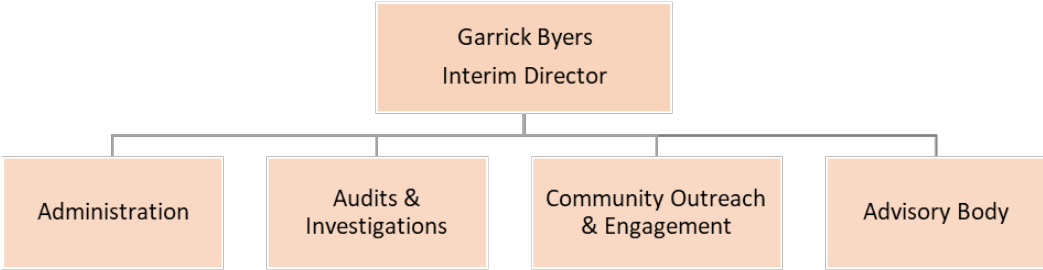 Garrick Byers
Interim Director
Administration
Audits &
Investigations
Community Outreach
& Engagement
Advisory Body